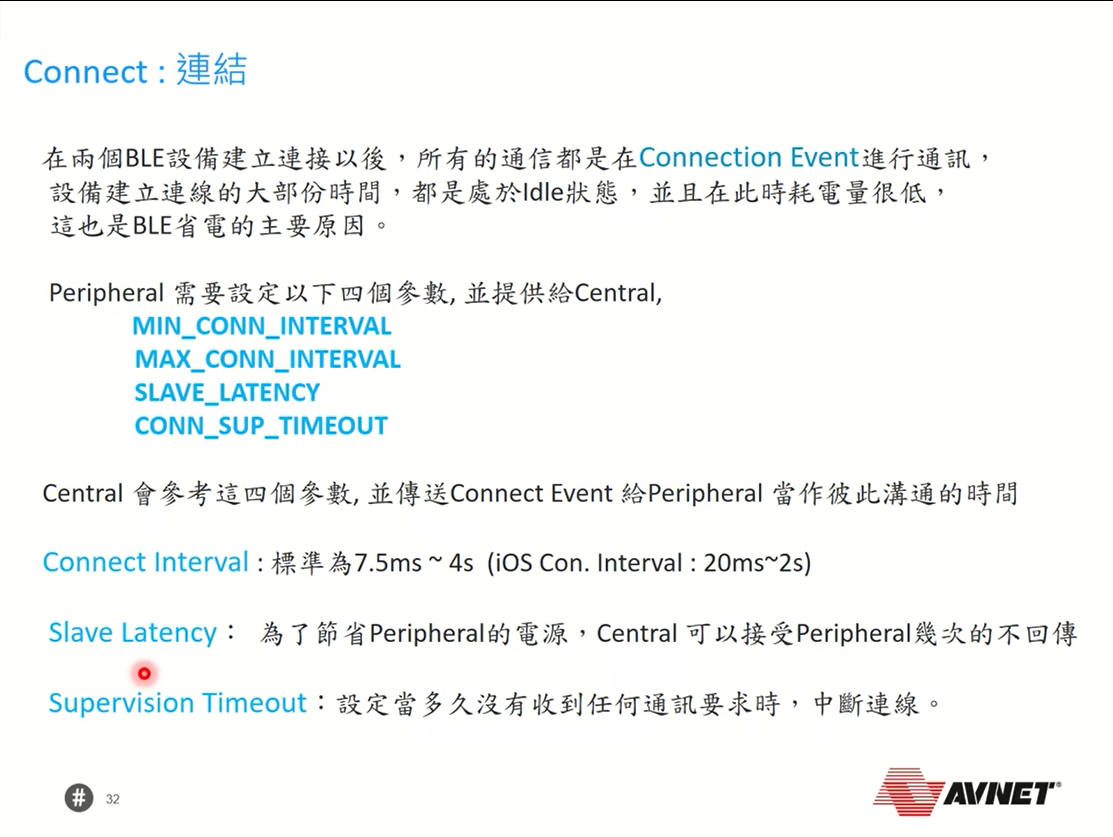 Connect : 連結
在兩個BLE設備建立連接以後，所有的通信都是在Connection Event進行通訊，
設備建立連線的大部份時間，都是處於Idle狀態，並且在此時耗電量很低，
這也是BLE省電的主要原因。
Peripheral 需要設定以下四個參數, 並提供給Central,
MIN_CONN_INTERVAL
MAX_CONN_INTERVAL
SLAVE_LATENCY
CONN_SUP_TIMEOUT
Central 會參考這四個參數, 並傳送Connect Event 給Peripheral 當作彼此溝通的時間
Connect Interval : 標準為7.5ms ~ 4s (iOS Con. Interval : 20ms~2s)
Slave Latency： 為了節省Peripheral的電源，Central 可以接受Peripheral幾次的不回傳
Supervision Timeout：設定當多久沒有收到任何通訊要求時，中斷連線。
# 32
AVNET®